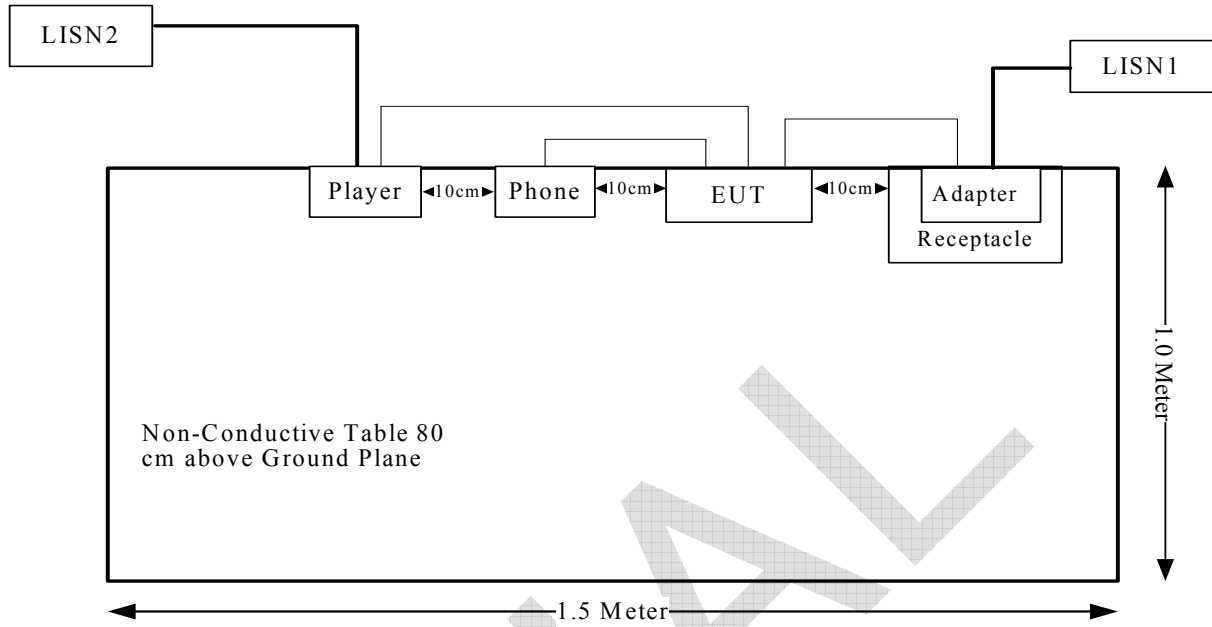 LISN2
LISN1
Player
10cm
Phone
10cm
EUT
10cm
Adapter
Receptacle
1.0 Meter
Non-Conductive Table 80
cm above Ground Plane
1.5 Meter